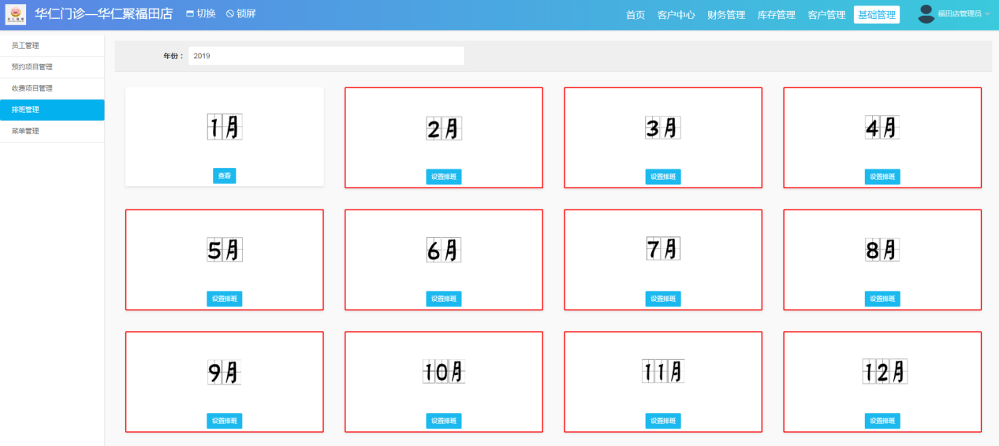 华仁门诊—华仁聚福田店 切换 锁屏 首页 客户中心 财务管理 库存管理 客户管理 基础管理 福田店管理员
员工管理
预约项目管理
收费项目管理
排班管理
菜单管理
年份： 2019
1月 2月 3月 4月
查看 设置排班 设置排班 设置排班
5月 6月 7月 8月
设置排班 设置排班 设置排班 设置排班
9月 10月 11月 12月
设置排班 设置排班 设置排班 设置排班